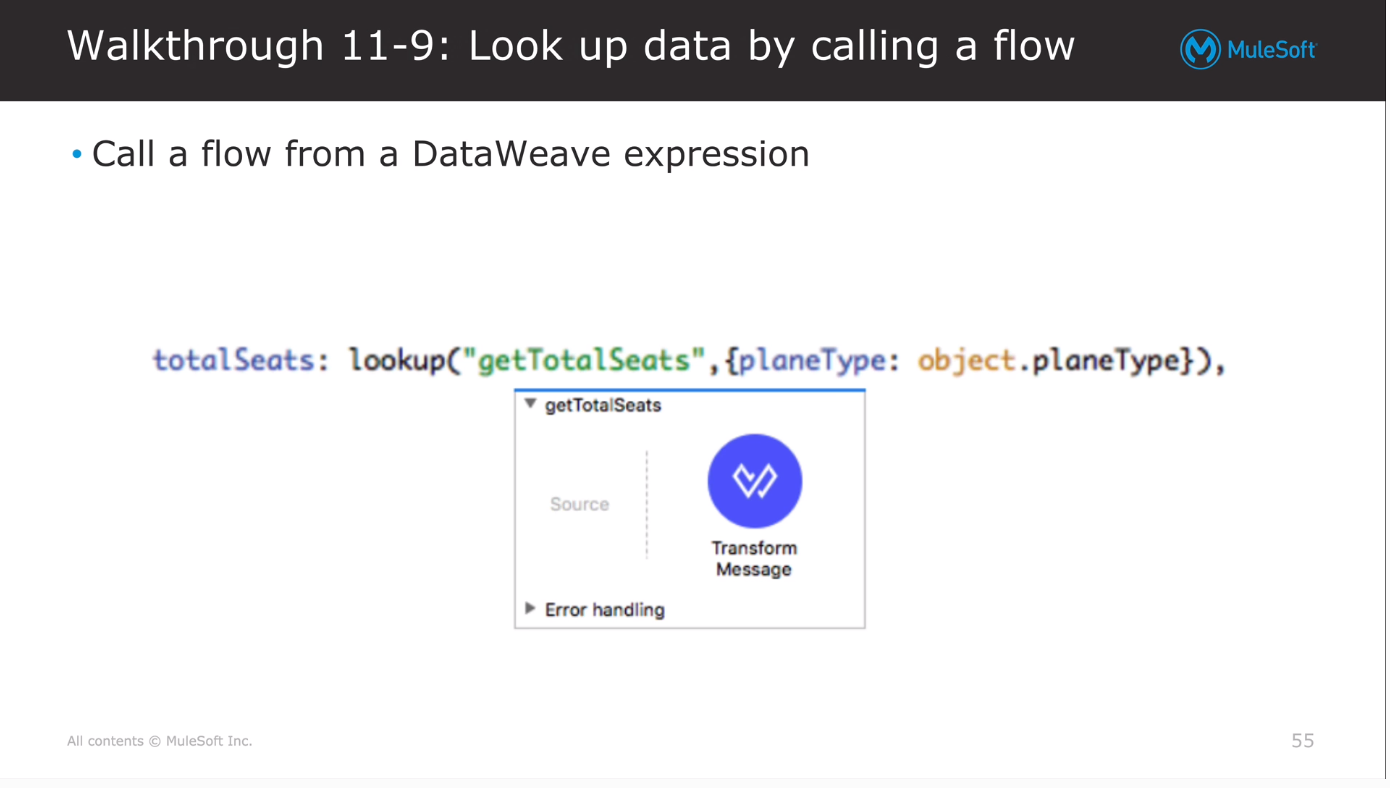 Walkthrough 11-9: Look up data by calling a flow
MuleSoft
• Call a flow from a DataWeave expression
totalSeats: lookup("getTotalSeats",{planeType: object.planeType}),
getTotalSeats
Source
Transform
Message
Error handling
All contents © MuleSoft Inc.
55